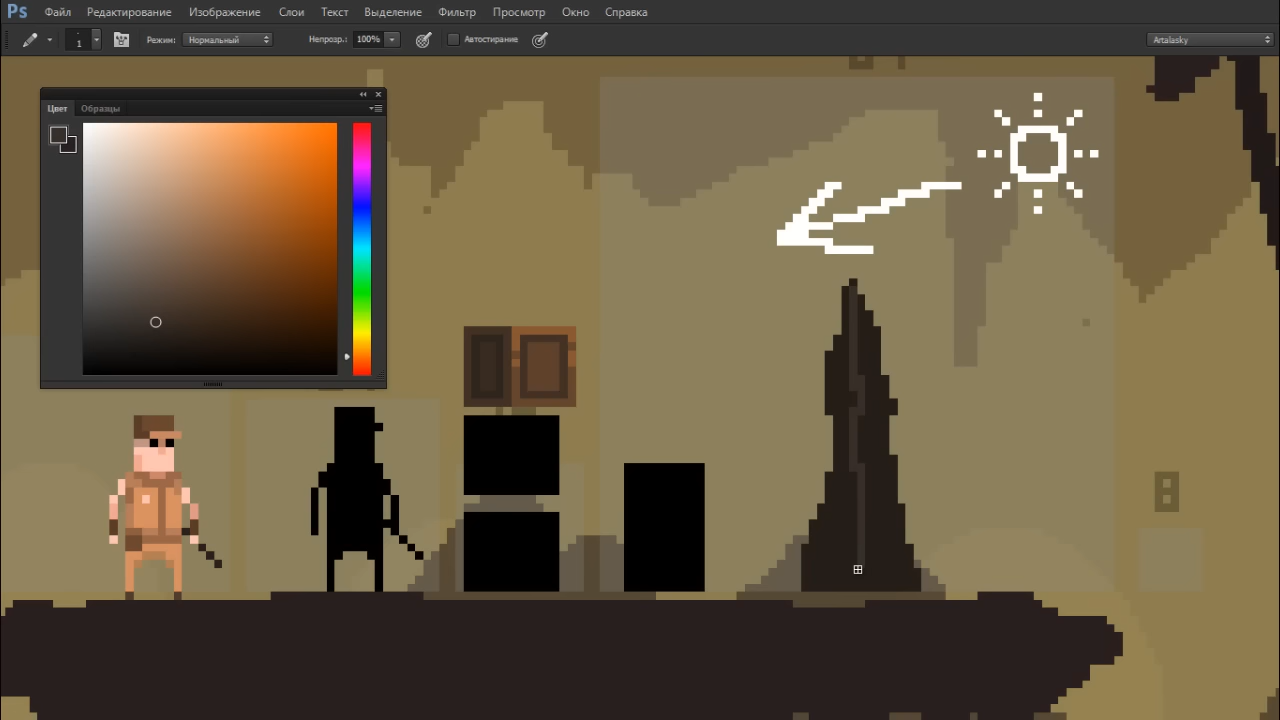 Ps Файл Редактирование Изображение Слои Текст Выделение Фильтр Просмотр Окно Справка
1 Режим: Нормальный Непрозр.: 100% Автостирание Artalasky
Цвет Образцы